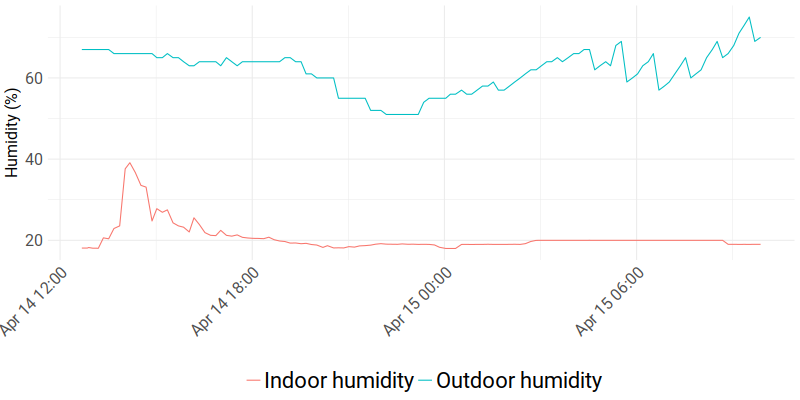 Humidity (%)
60
40
20
Apr 14 12:00
Apr 14 18:00
Apr 15 00:00
Apr 15 06:00
Indoor humidity
Outdoor humidity